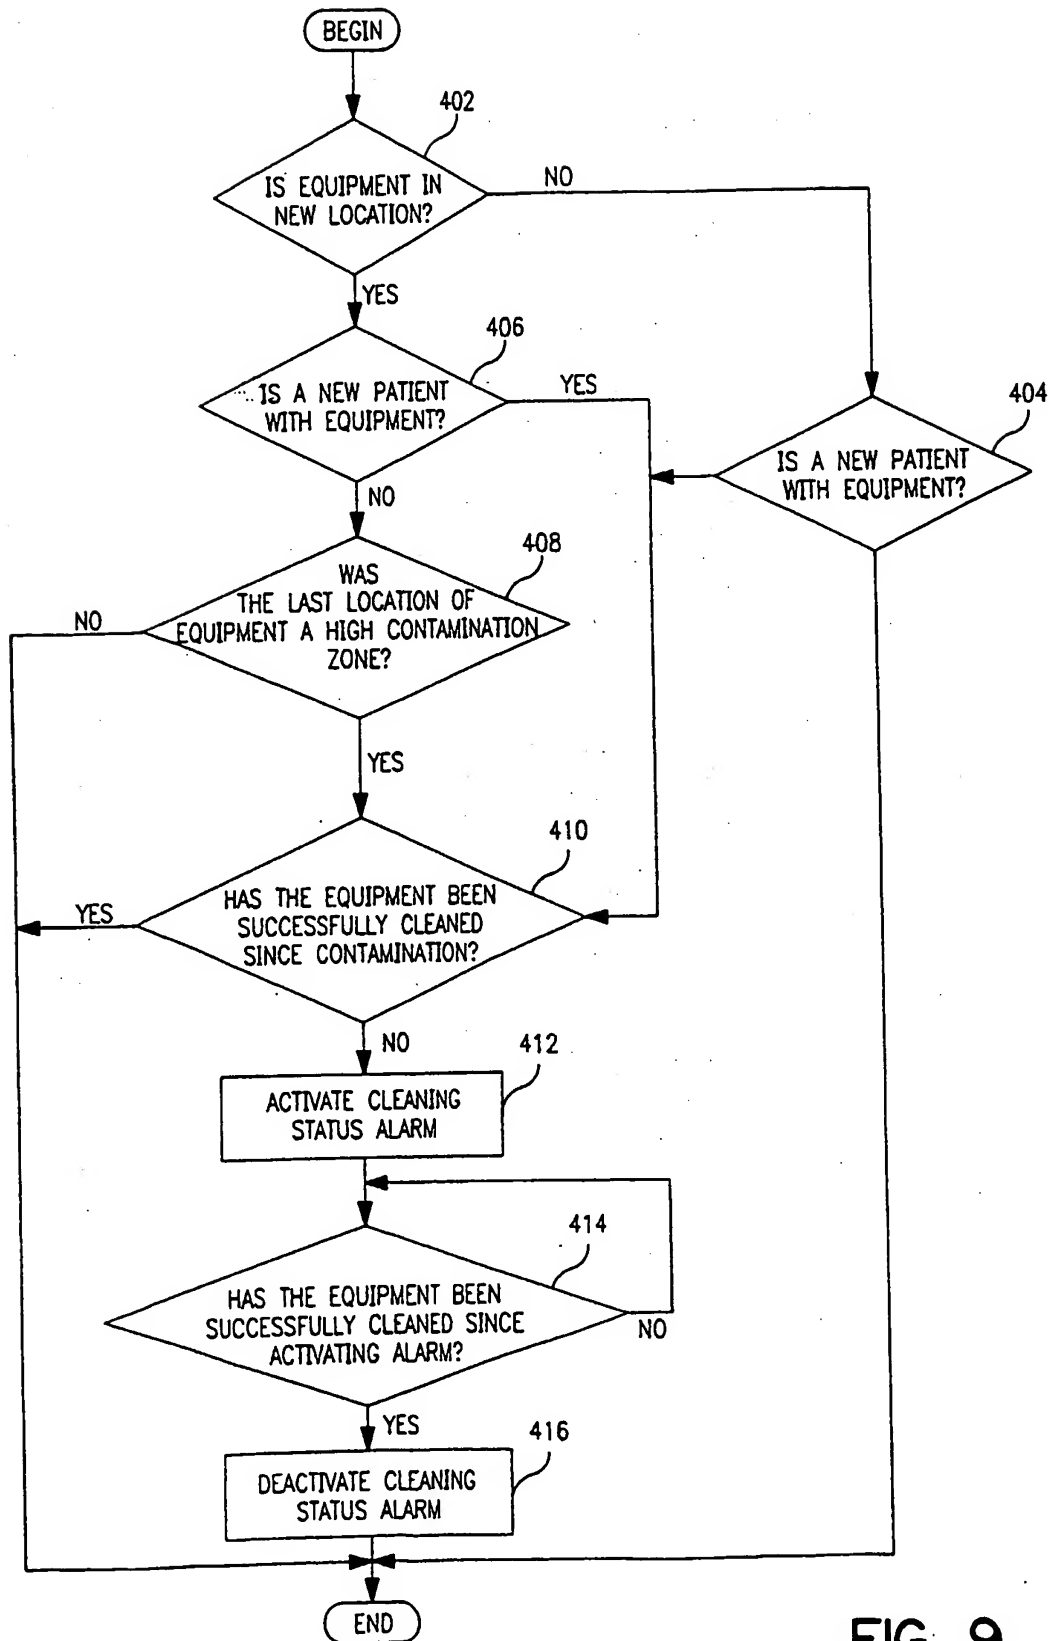 BEGIN
402
IS EQUIPMENT IN
NEW LOCATION?
NO
YES
406
IS A NEW PATIENT
WITH EQUIPMENT?
YES
404
IS A NEW PATIENT
WITH EQUIPMENT?
NO
408
WAS
THE LAST LOCATION OF
EQUIPMENT A HIGH CONTAMINATION
ZONE?
NO
YES
410
HAS THE EQUIPMENT BEEN
SUCCESSFULLY CLEANED
SINCE CONTAMINATION?
YES
NO
412
ACTIVATE CLEANING
STATUS ALARM
414
HAS THE EQUIPMENT BEEN
SUCCESSFULLY CLEANED SINCE
ACTIVATING ALARM?
NO
YES
416
DEACTIVATE CLEANING
STATUS ALARM
END
FIG. 9